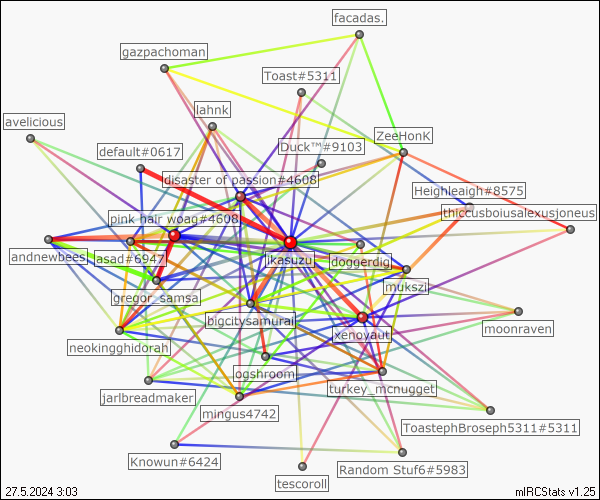 facadas.
gazpachoman
Toast#5311
lahnk
avelicious
ZeeHonK
Duck™#9103
default#0617
disaster of passion#4608
Heighleigh#8575
thiccusboiusalexusjoneus
pink hair woag#4608
andnewbees
asad#6947
ikasuzu
doggerdig
mukszi
gregor_samsa
bigcitysamurai
moonraven
xenoyaut
neokingghidorah
ogshroom
turkey_mcnugget
jarlbreadmaker
mingus4742
ToastephBroseph5311#5311
Knowun#6424
Random Stuf6#5983
tescoroll
27.5.2024 3:03
mIRCStats v1.25